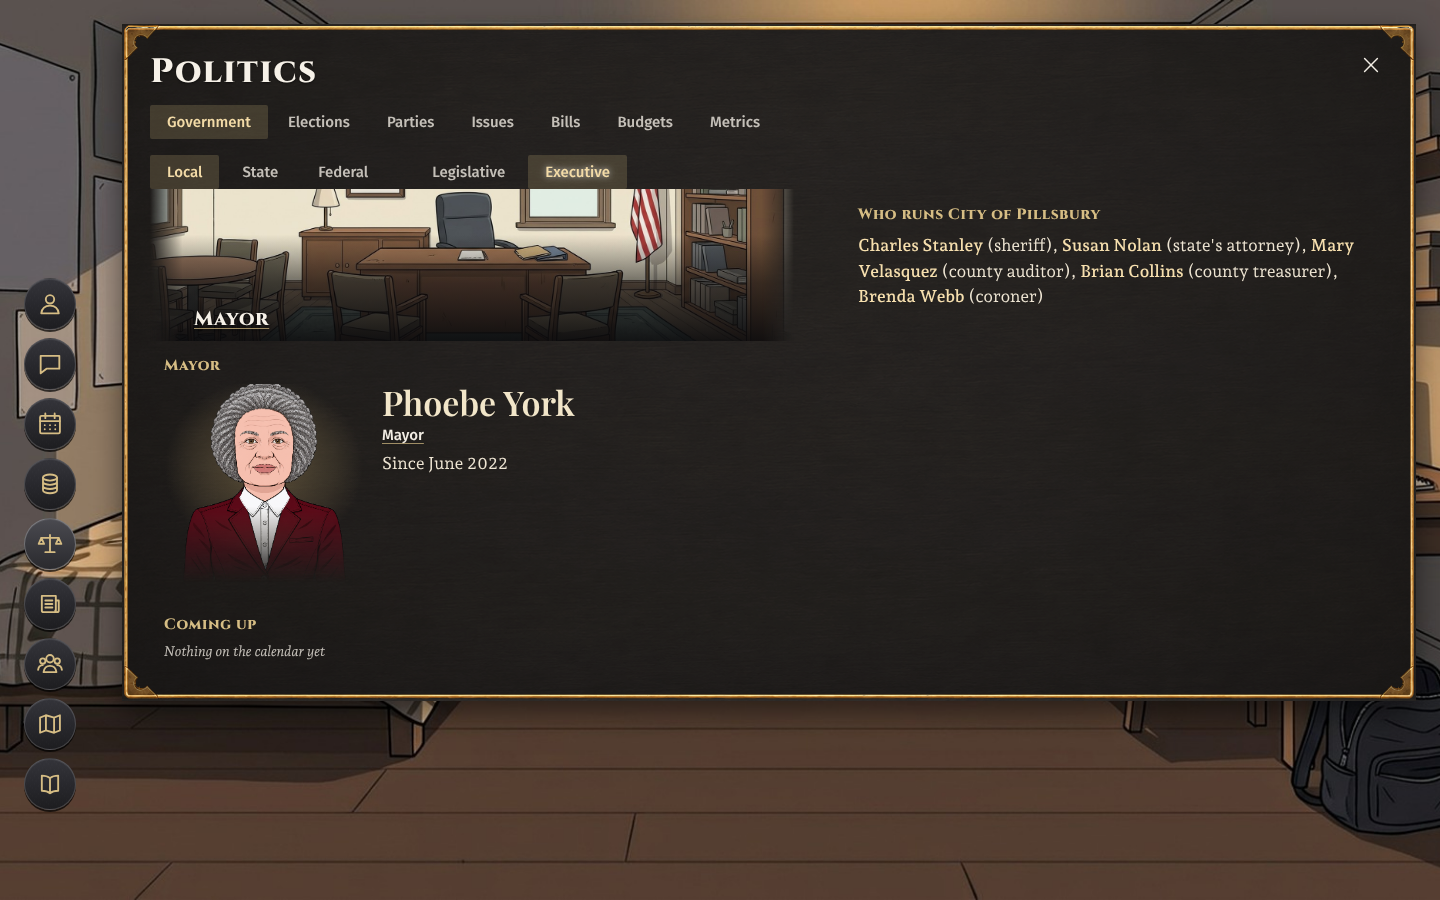 Politics
Government Elections Parties Issues Bills Budgets Metrics
Local State Federal Legislative Executive
Mayor
Mayor
Phoebe York
Mayor
Since June 2022
Coming up
Nothing on the calendar yet
Who runs City of Pillsbury
Charles Stanley (sheriff), Susan Nolan (state's attorney), Mary
Velasquez (county auditor), Brian Collins (county treasurer),
Brenda Webb (coroner)